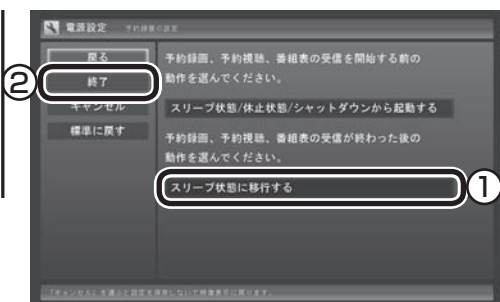 電源設定 予約録画の設定
戻る
② 終了
キャンセル
標準に戻す
予約録画、予約視聴、番組表の受信を開始する前の
動作を選んでください。
スリープ状態/休止状態/シャットダウンから起動する
予約録画、予約視聴、番組表の受信が終わった後の
動作を選んでください。
スリープ状態に移行する ①
「キャンセル」を選ぶと設定を保存しないで映像表示に戻ります。